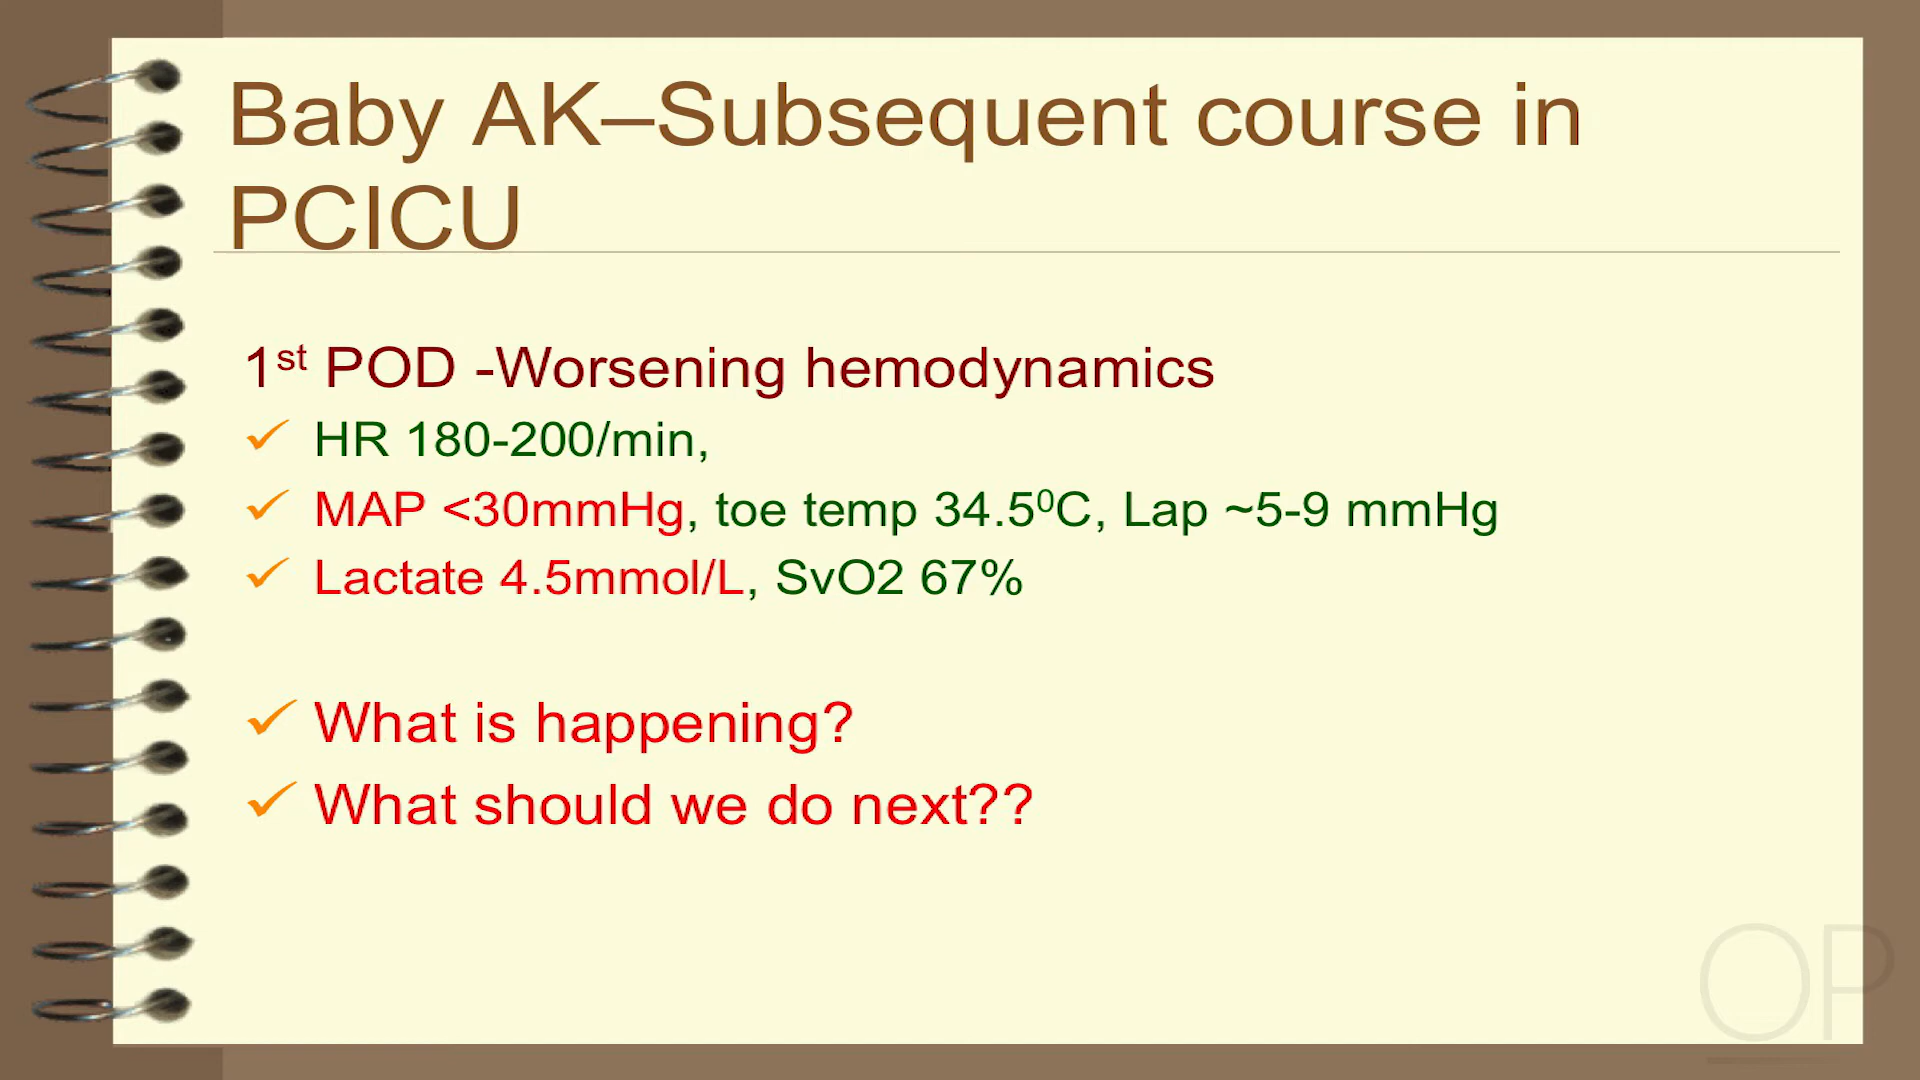 Baby AK–Subsequent course in
PCICU
1st POD -Worsening hemodynamics
✓ HR 180-200/min,
✓ MAP <30mmHg, toe temp 34.5⁰C, Lap ~5-9 mmHg
✓ Lactate 4.5mmol/L, SvO2 67%
✓ What is happening?
✓ What should we do next??
OP